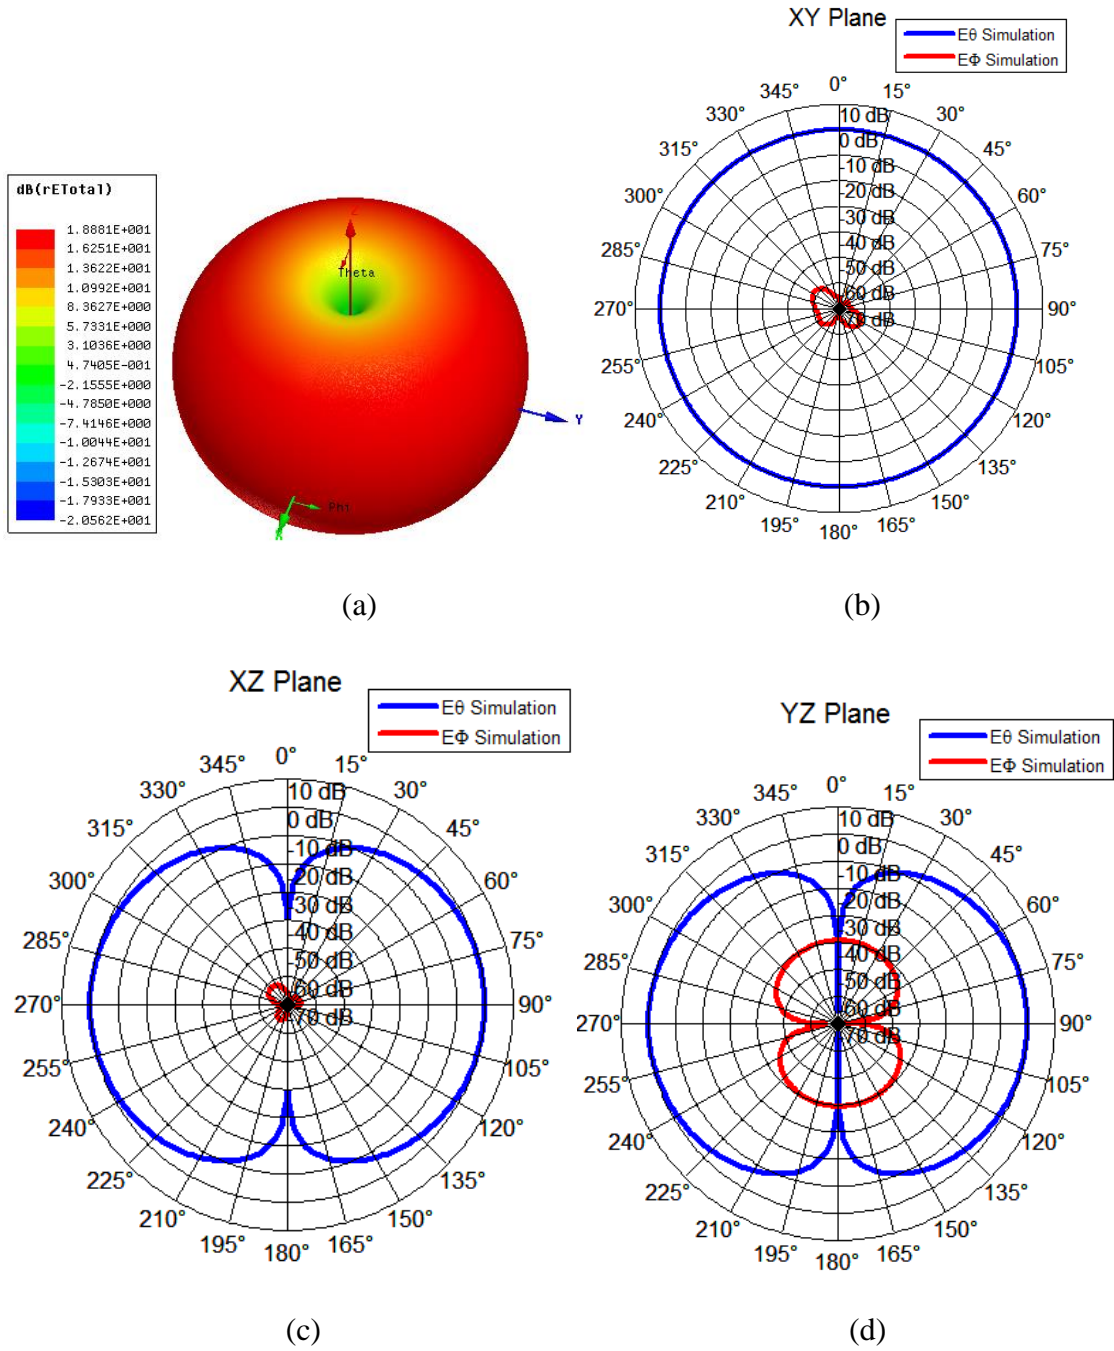 dB(rETotal)
1.8881E+001
1.6251E+001
1.3622E+001
1.0992E+001
8.3627E+000
5.7331E+000
3.1036E+000
4.7405E-001
-2.1555E+000
-4.7850E+000
-7.4146E+000
-1.0044E+001
-1.2674E+001
-1.5303E+001
-1.7933E+001
-2.0562E+001
Z
Theta
Y
Phi
X
(a)
XY Plane
Eθ Simulation
EΦ Simulation
0°
15°
30°
45°
60°
75°
90°
105°
120°
135°
150°
165°
180°
195°
210°
225°
240°
255°
270°
285°
300°
315°
330°
345°
10 dB
0 dB
-10 dB
-20 dB
-30 dB
-40 dB
-50 dB
-60 dB
-70 dB
(b)
XZ Plane
Eθ Simulation
EΦ Simulation
0°
15°
30°
45°
60°
75°
90°
105°
120°
135°
150°
165°
180°
195°
210°
225°
240°
255°
270°
285°
300°
315°
330°
345°
10 dB
0 dB
-10 dB
-20 dB
-30 dB
-40 dB
-50 dB
-60 dB
-70 dB
(c)
YZ Plane
Eθ Simulation
EΦ Simulation
0°
15°
30°
45°
60°
75°
90°
105°
120°
135°
150°
165°
180°
195°
210°
225°
240°
255°
270°
285°
300°
315°
330°
345°
10 dB
0 dB
-10 dB
-20 dB
-30 dB
-40 dB
-50 dB
-60 dB
-70 dB
(d)